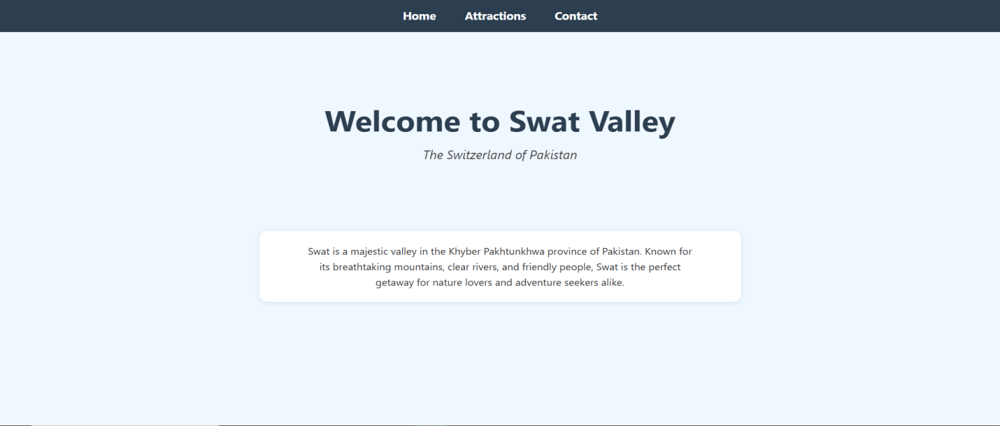 Home Attractions Contact
Welcome to Swat Valley
The Switzerland of Pakistan
Swat is a majestic valley in the Khyber Pakhtunkhwa province of Pakistan. Known for
its breathtaking mountains, clear rivers, and friendly people, Swat is the perfect
getaway for nature lovers and adventure seekers alike.